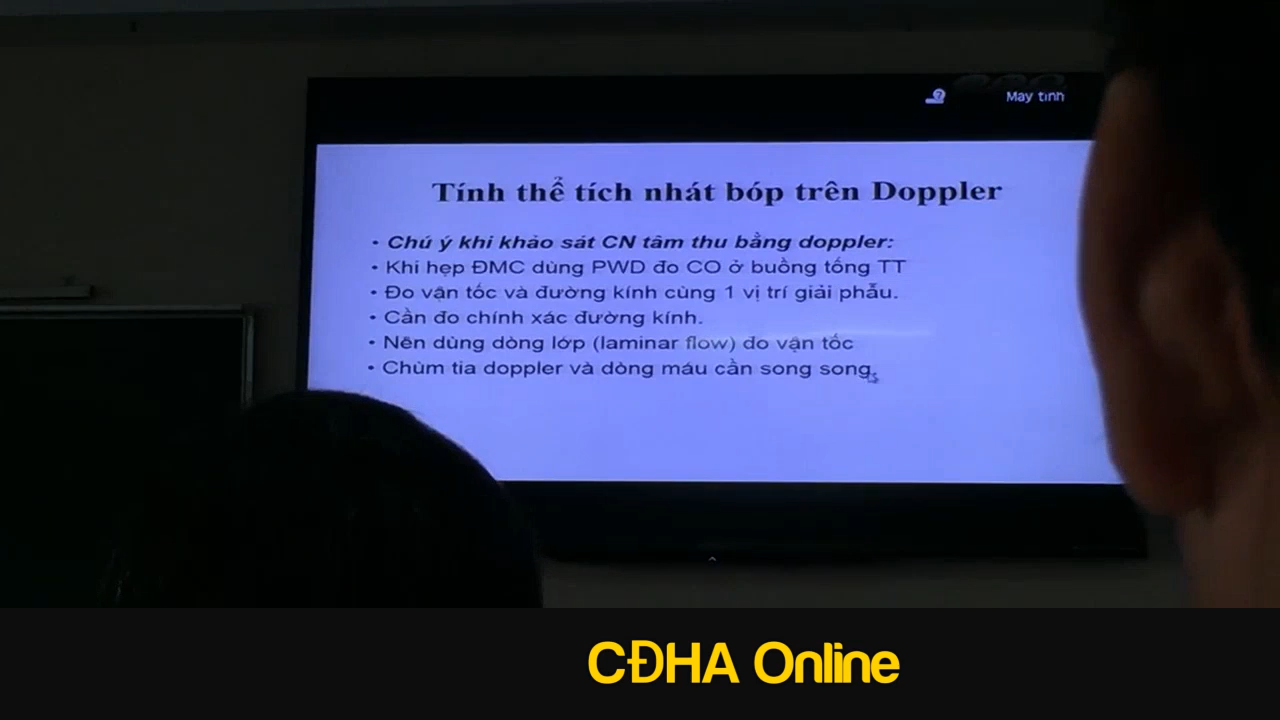 May tinh
Tính thể tích nhát bóp trên Doppler
• Chú ý khi khảo sát CN tâm thu bằng doppler:
• Khi hẹp ĐMC dùng PWD đo CO ở buồng tống TT
• Đo vận tốc và đường kính cùng 1 vị trí giải phẫu.
• Cần đo chính xác đường kính.
• Nên dùng dòng lớp (laminar flow) đo vận tốc
• Chùm tia doppler và dòng máu cần song song.
CĐHA Online